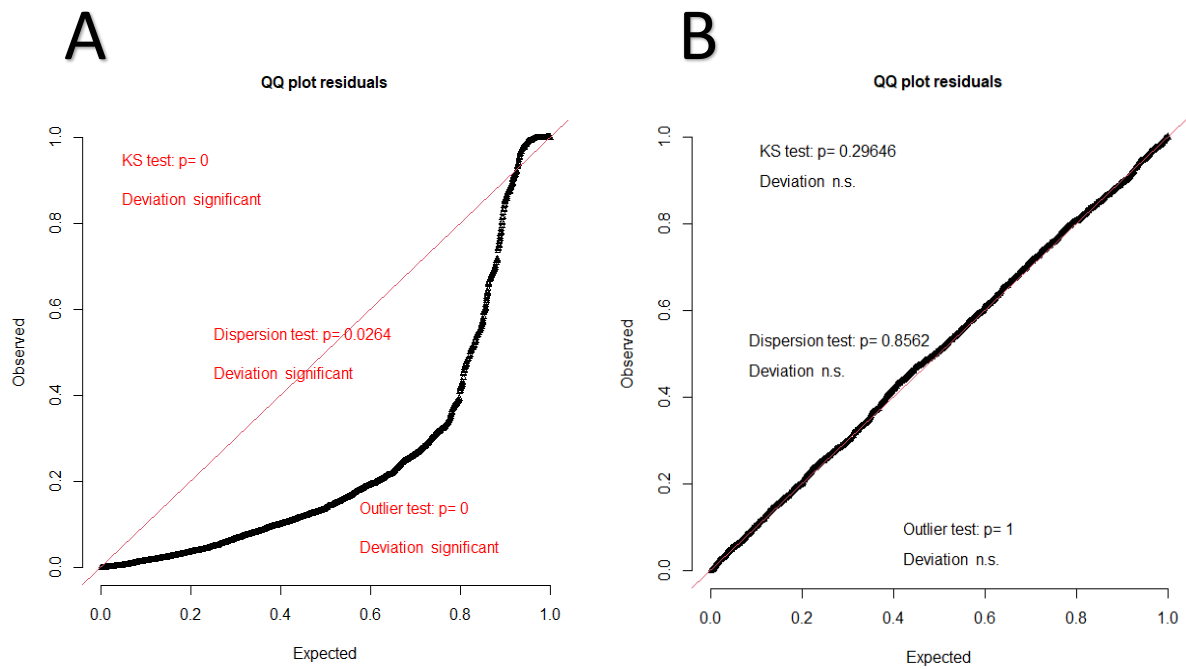 A
QQ plot residuals
KS test: p= 0
Deviation significant
Dispersion test: p= 0.0264
Deviation significant
Outlier test: p= 0
Deviation significant
Observed
0.0 0.2 0.4 0.6 0.8 1.0
0.0 0.2 0.4 0.6 0.8 1.0
Expected
B
QQ plot residuals
KS test: p= 0.29646
Deviation n.s.
Dispersion test: p= 0.8562
Deviation n.s.
Outlier test: p= 1
Deviation n.s.
Observed
0.0 0.2 0.4 0.6 0.8 1.0
0.0 0.2 0.4 0.6 0.8 1.0
Expected